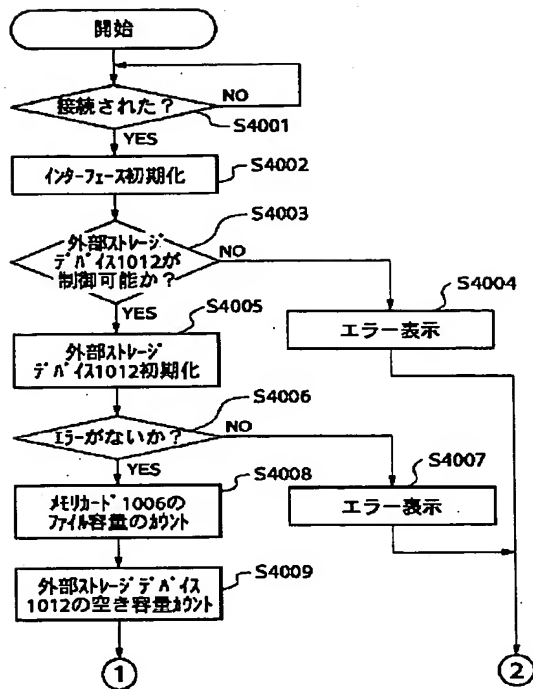 開始
接続された？
NO
S4001
YES
インターフェース初期化
S4002
外部ストレージ
デバイス1012が
制御可能か？
S4003
NO
YES
S4004
エラー表示
S4005
外部ストレージ
デバイス1012初期化
S4006
エラーがないか？
NO
YES
S4007
エラー表示
S4008
メモリカード1006の
ファイル容量のカウント
S4009
外部ストレージデバイス
1012の空き容量カウント
1
2